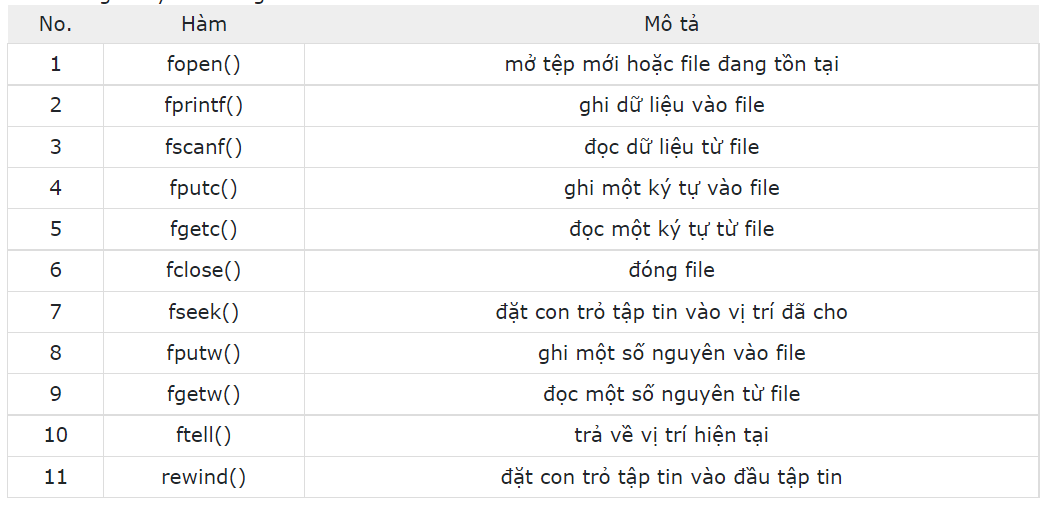 No. Hàm Mô tả
1 fopen() mở tệp mới hoặc file đang tồn tại
2 fprintf() ghi dữ liệu vào file
3 fscanf() đọc dữ liệu từ file
4 fputc() ghi một ký tự vào file
5 fgetc() đọc một ký tự từ file
6 fclose() đóng file
7 fseek() đặt con trỏ tập tin vào vị trí đã cho
8 fputw() ghi một số nguyên vào file
9 fgetw() đọc một số nguyên từ file
10 ftell() trả về vị trí hiện tại
11 rewind() đặt con trỏ tập tin vào đầu tập tin